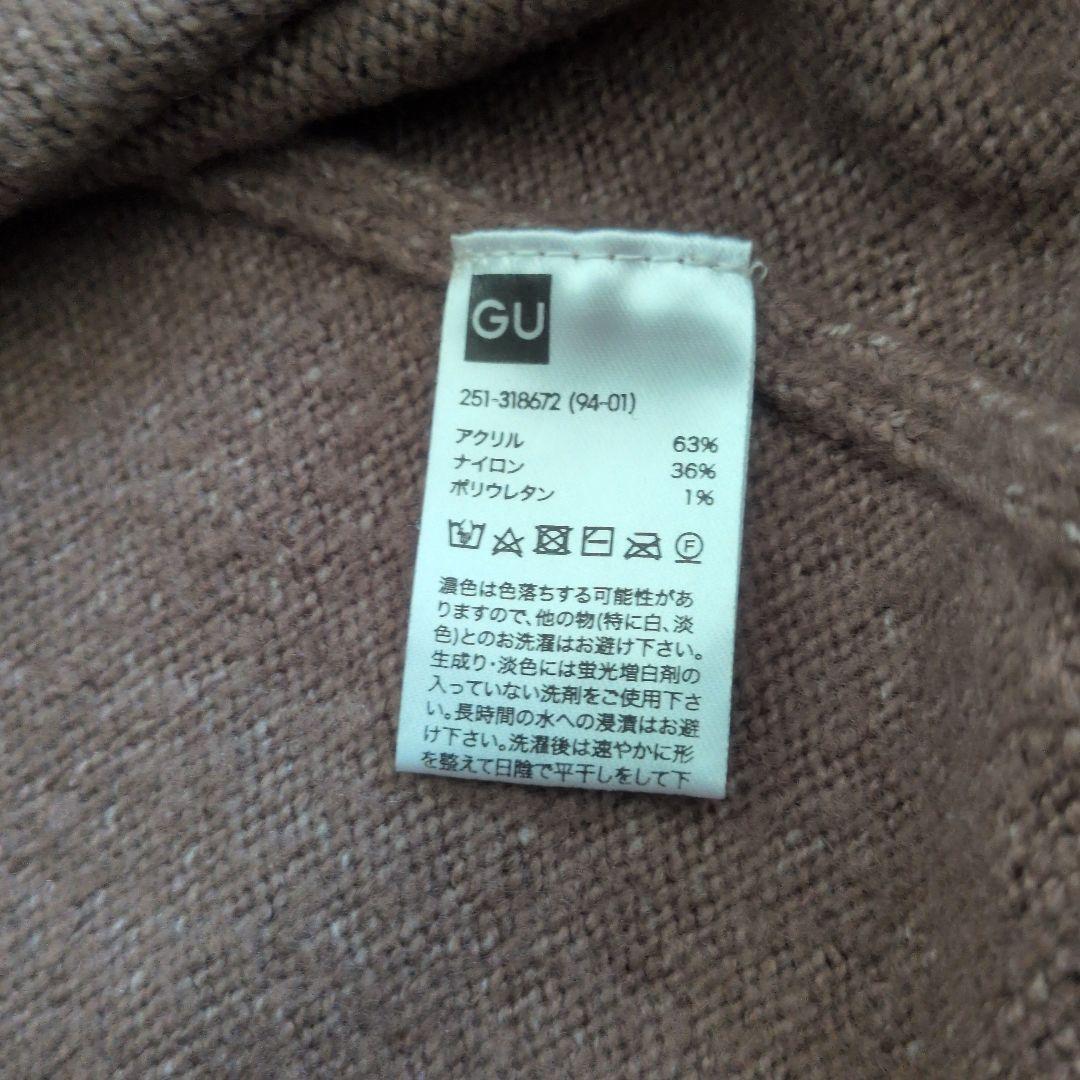 GU
251-318672 (94-01)
アクリル 63%
ナイロン 36%
ポリウレタン 1%
F
濃色は色落ちする可能性があ
りますので、他の物(特に白、淡
色)とのお洗濯はお避け下さい。
生成り・淡色には蛍光増白剤の
入っていない洗剤をご使用下さ
い。長時間の水への浸漬はお避
け下さい。洗濯後は速やかに形
を整えて日陰で平干しをして下